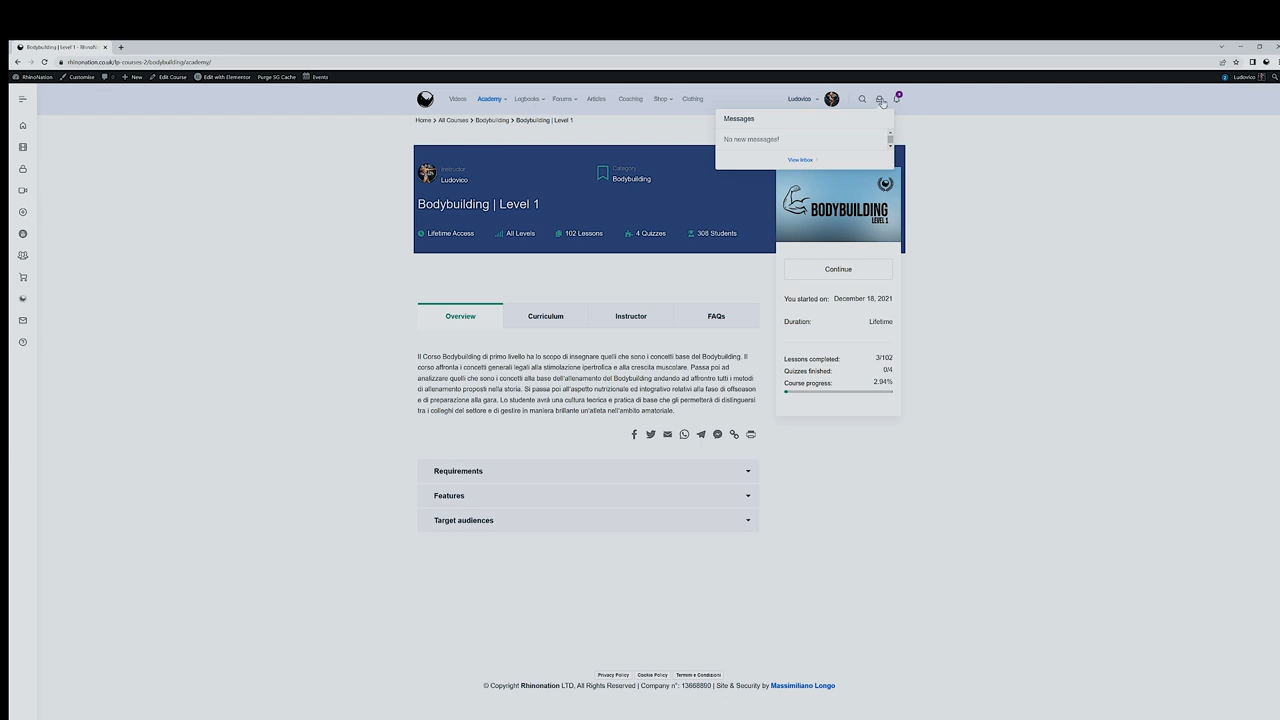 Bodybuilding | Level 1 - RhinoNa
rhinonation.co.uk/lp-courses-2/bodybuilding/academy/
RhinoNation Customise 0 New Edit Course Edit with Elementor Purge SG Cache Events
Ludovico
Videos Academy Logbooks Forums Articles Coaching Shop Clothing
Ludovico
Home > All Courses > Bodybuilding > Bodybuilding | Level 1
Messages
No new messages!
View Inbox
Instructor
Ludovico
Category
Bodybuilding
Bodybuilding | Level 1
Lifetime Access All Levels 102 Lessons 4 Quizzes 308 Students
BODYBUILDING
LEVEL 1
Continue
You started on: December 18, 2021
Duration: Lifetime
Lessons completed: 3/102
Quizzes finished: 0/4
Course progress: 2.94%
Overview Curriculum Instructor FAQs
Il Corso Bodybuilding di primo livello ha lo scopo di insegnare quelli che sono i concetti base del Bodybuilding. Il
corso affronta i concetti generali legati alla stimolazione ipertrofica e alla crescita muscolare. Passa poi ad
analizzare quelli che sono i concetti alla base dell'allenamento del Bodybuilding andando ad affrontre tutti i metodi
di allenamento proposti nella storia. Si passa poi all'aspetto nutrizionale ed integrativo relativi alla fase di offseason
e di preparazione alla gara. Lo studente avrà una cultura teorica e pratica di base che gli permetterà di distinguersi
tra i colleghi del settore e di gestire in maniera brillante un'atleta nell'ambito amatoriale.
Requirements
Features
Target audiences
Privacy Policy Cookie Policy Termini e Condizioni
© Copyright Rhinonation LTD, All Rights Reserved | Company n°: 13668890 | Site & Security by Massimiliano Longo